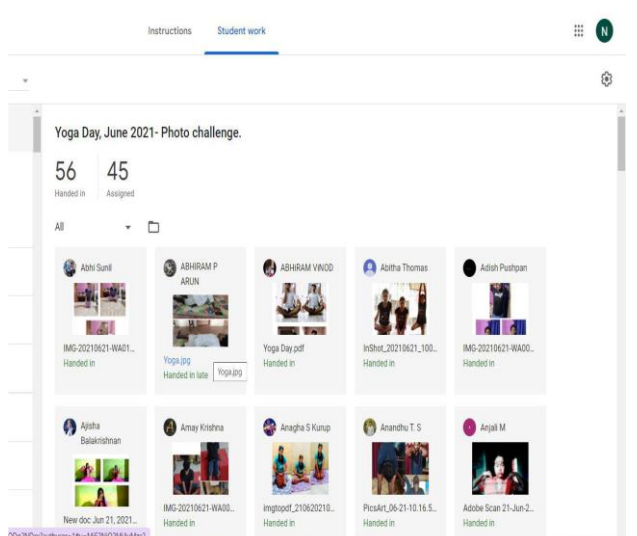 Instructions Student work
N
Yoga Day, June 2021- Photo challenge.
56 45
Handed in Assigned
All
Abhi Sunil
IMG-20210621-WA01...
Handed in
ABHIRAM P
ARUN
Yoga.jpg
Handed in late
Yoga.jpg
ABHiRAM ViNOD
Yoga Day.pdf
Handed in
Abitha Thomas
InShot_20210621_100...
Handed in
Adish Pushpan
IMG-20210621-WA00...
Handed in
Ajisha
Balakrishnan
New doc Jun 21, 2021...
Amay Krishna
IMG-20210621-WA00...
Handed in
Anagha S Kurup
imgtopdf_210620210...
Handed in
Anandhu T. S
PicsArt_06-21-10.16.5...
Handed in
Anjali M
Adobe Scan 21-Jun-2...
Handed in